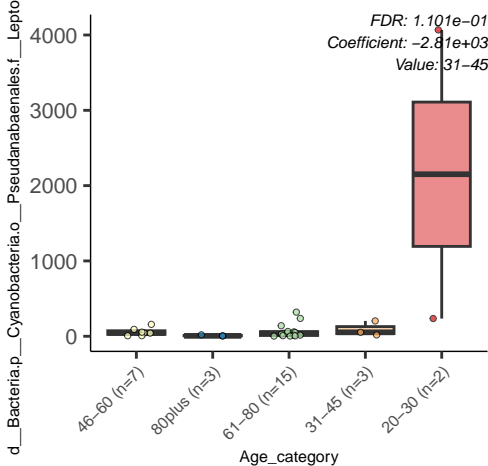 FDR: 1.101e−01
Coefficient: −2.81e+03
Value: 31−45
d__Bacteria.p__Cyanobacteria.o__Pseudanabaenales.f__Lepto
4000
3000
2000
1000
0
46−60 (n=7)
80plus (n=3)
61−80 (n=15)
31−45 (n=3)
20−30 (n=2)
Age_category